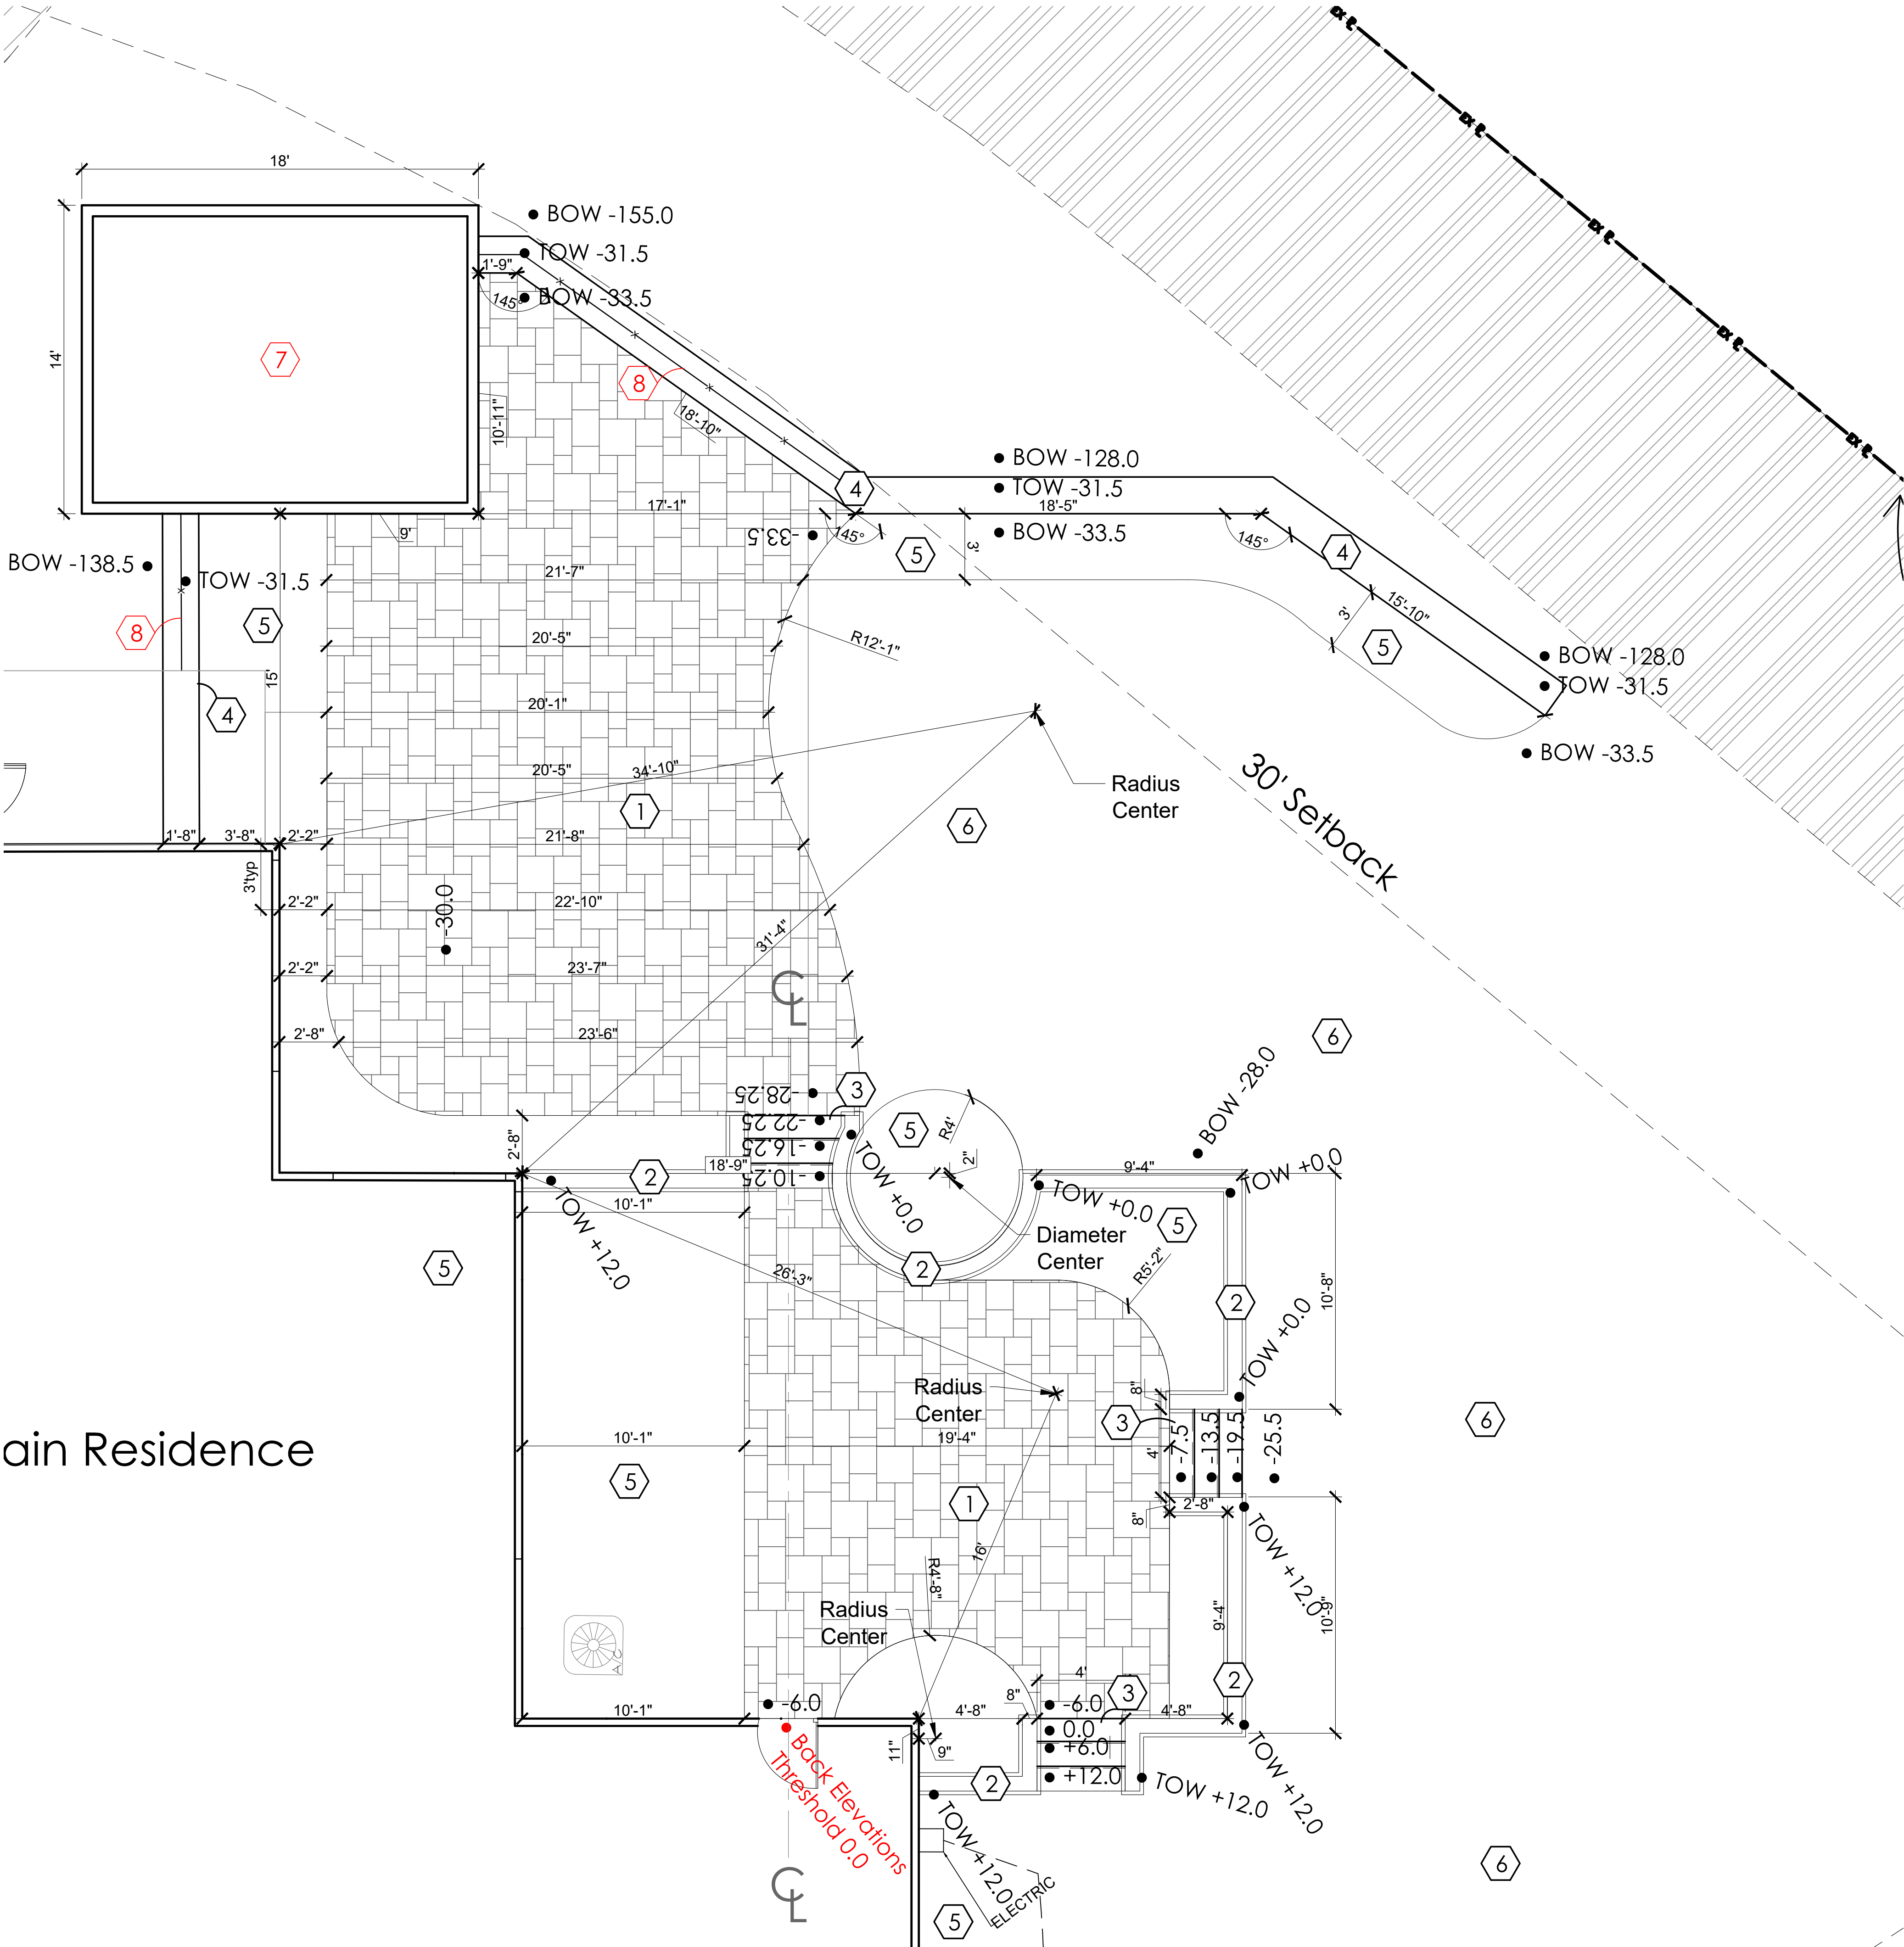 EX PL
EX PL
EX PL
EX PL
EX PL
18'
14'
7
BOW -155.0
TOW -31.5
1'-9"
BOW -33.5
145°
8
18'-10"
10'-11"
4
BOW -128.0
TOW -31.5
17'-1"
18'-5"
BOW -33.5
-33.5
145°
145°
9'
5
3'
4
BOW -138.5
TOW -31.5
21'-7"
15'-10"
3'
8
5
20'-5"
R12'-1"
5
BOW -128.0
TOW -31.5
15'
4
20'-1"
BOW -33.5
20'-5"
34'-10"
Radius
Center
30' Setback
1
6
1'-8"
3'-8"
2'-2"
21'-8"
3'typ
2'-2"
22'-10"
-30.0
31'-4"
2'-2"
23'-7"
CL
2'-8"
23'-6"
6
BOW -28.0
-28.25
3
-22.25
5
R4'
2'-8"
-16.25
2"
18'-9"
2
-10.25
TOW +0.0
9'-4"
TOW +0.0
TOW +0.0
TOW +12.0
10'-1"
5
Diameter
Center
5
2
26'-3"
R5'-2"
2
10'-8"
TOW +0.0
Radius
Center
8"
3
-7.5
-13.5
-19.5
-25.5
6
ain Residence
10'-1"
19'-4"
4'
5
1
2'-8"
8"
TOW +12.0
16'
R4'-8"
Radius
Center
9'-4"
10'-9"
A/C
2
4'
3
10'-1"
-6.0
4'-8"
8"
-6.0
4'-8"
0.0
+6.0
+12.0
11"
9"
2
Back Elevations
Threshold 0.0
TOW +12.0
TOW +12.0
TOW +12.0
6
CL
ELECTRIC
5